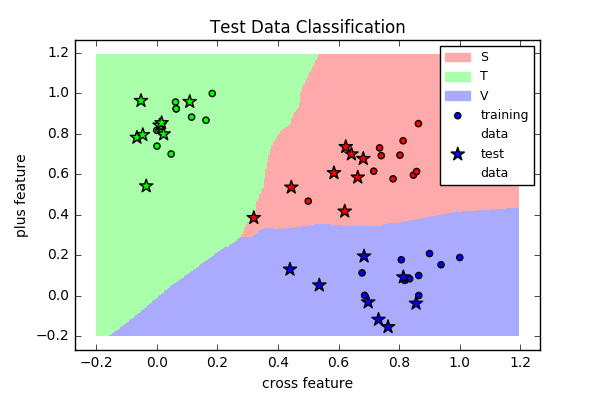 Test Data Classification
1.2
1.0
0.8
0.6
0.4
0.2
0.0
−0.2
plus feature
S
T
V
training
data
test
data
−0.2 0.0 0.2 0.4 0.6 0.8 1.0 1.2
cross feature